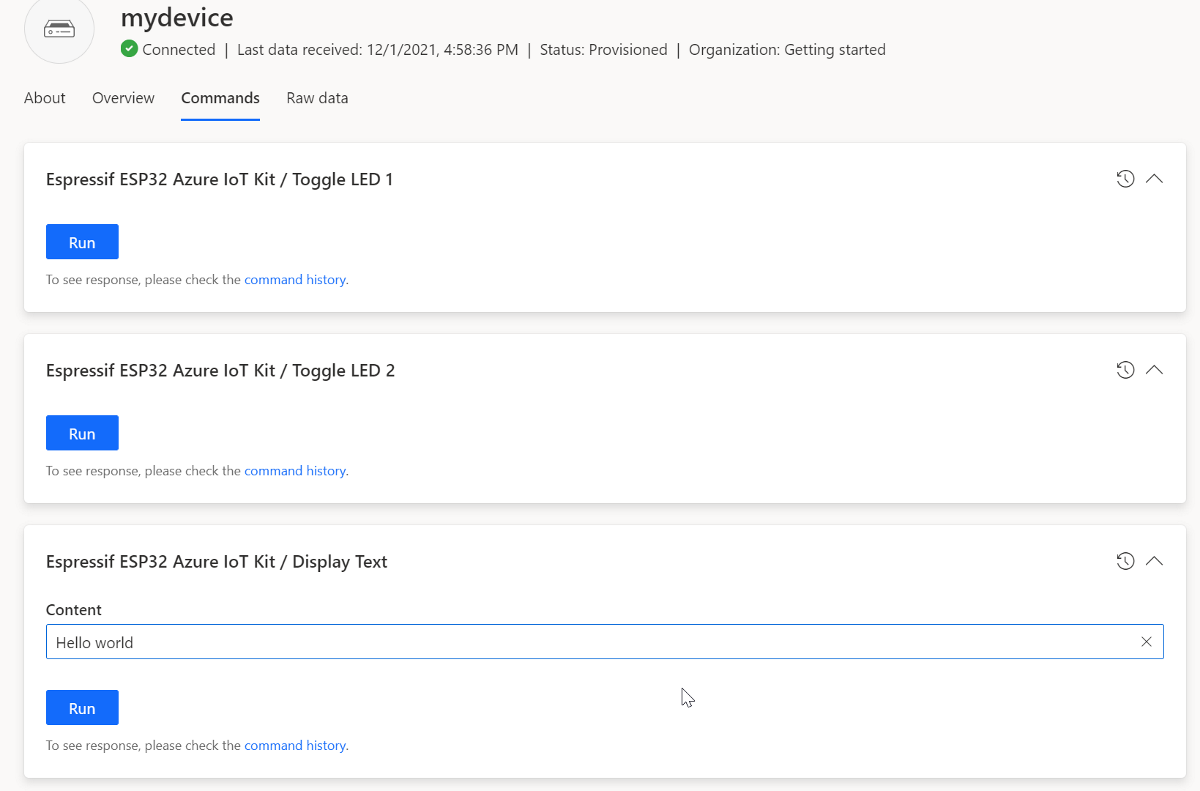 mydevice
Connected | Last data received: 12/1/2021, 4:58:36 PM | Status: Provisioned | Organization: Getting started
About Overview Commands Raw data
Espressif ESP32 Azure IoT Kit / Toggle LED 1
Run
To see response, please check the command history.
Espressif ESP32 Azure IoT Kit / Toggle LED 2
Run
To see response, please check the command history.
Espressif ESP32 Azure IoT Kit / Display Text
Content
Hello world
Run
To see response, please check the command history.